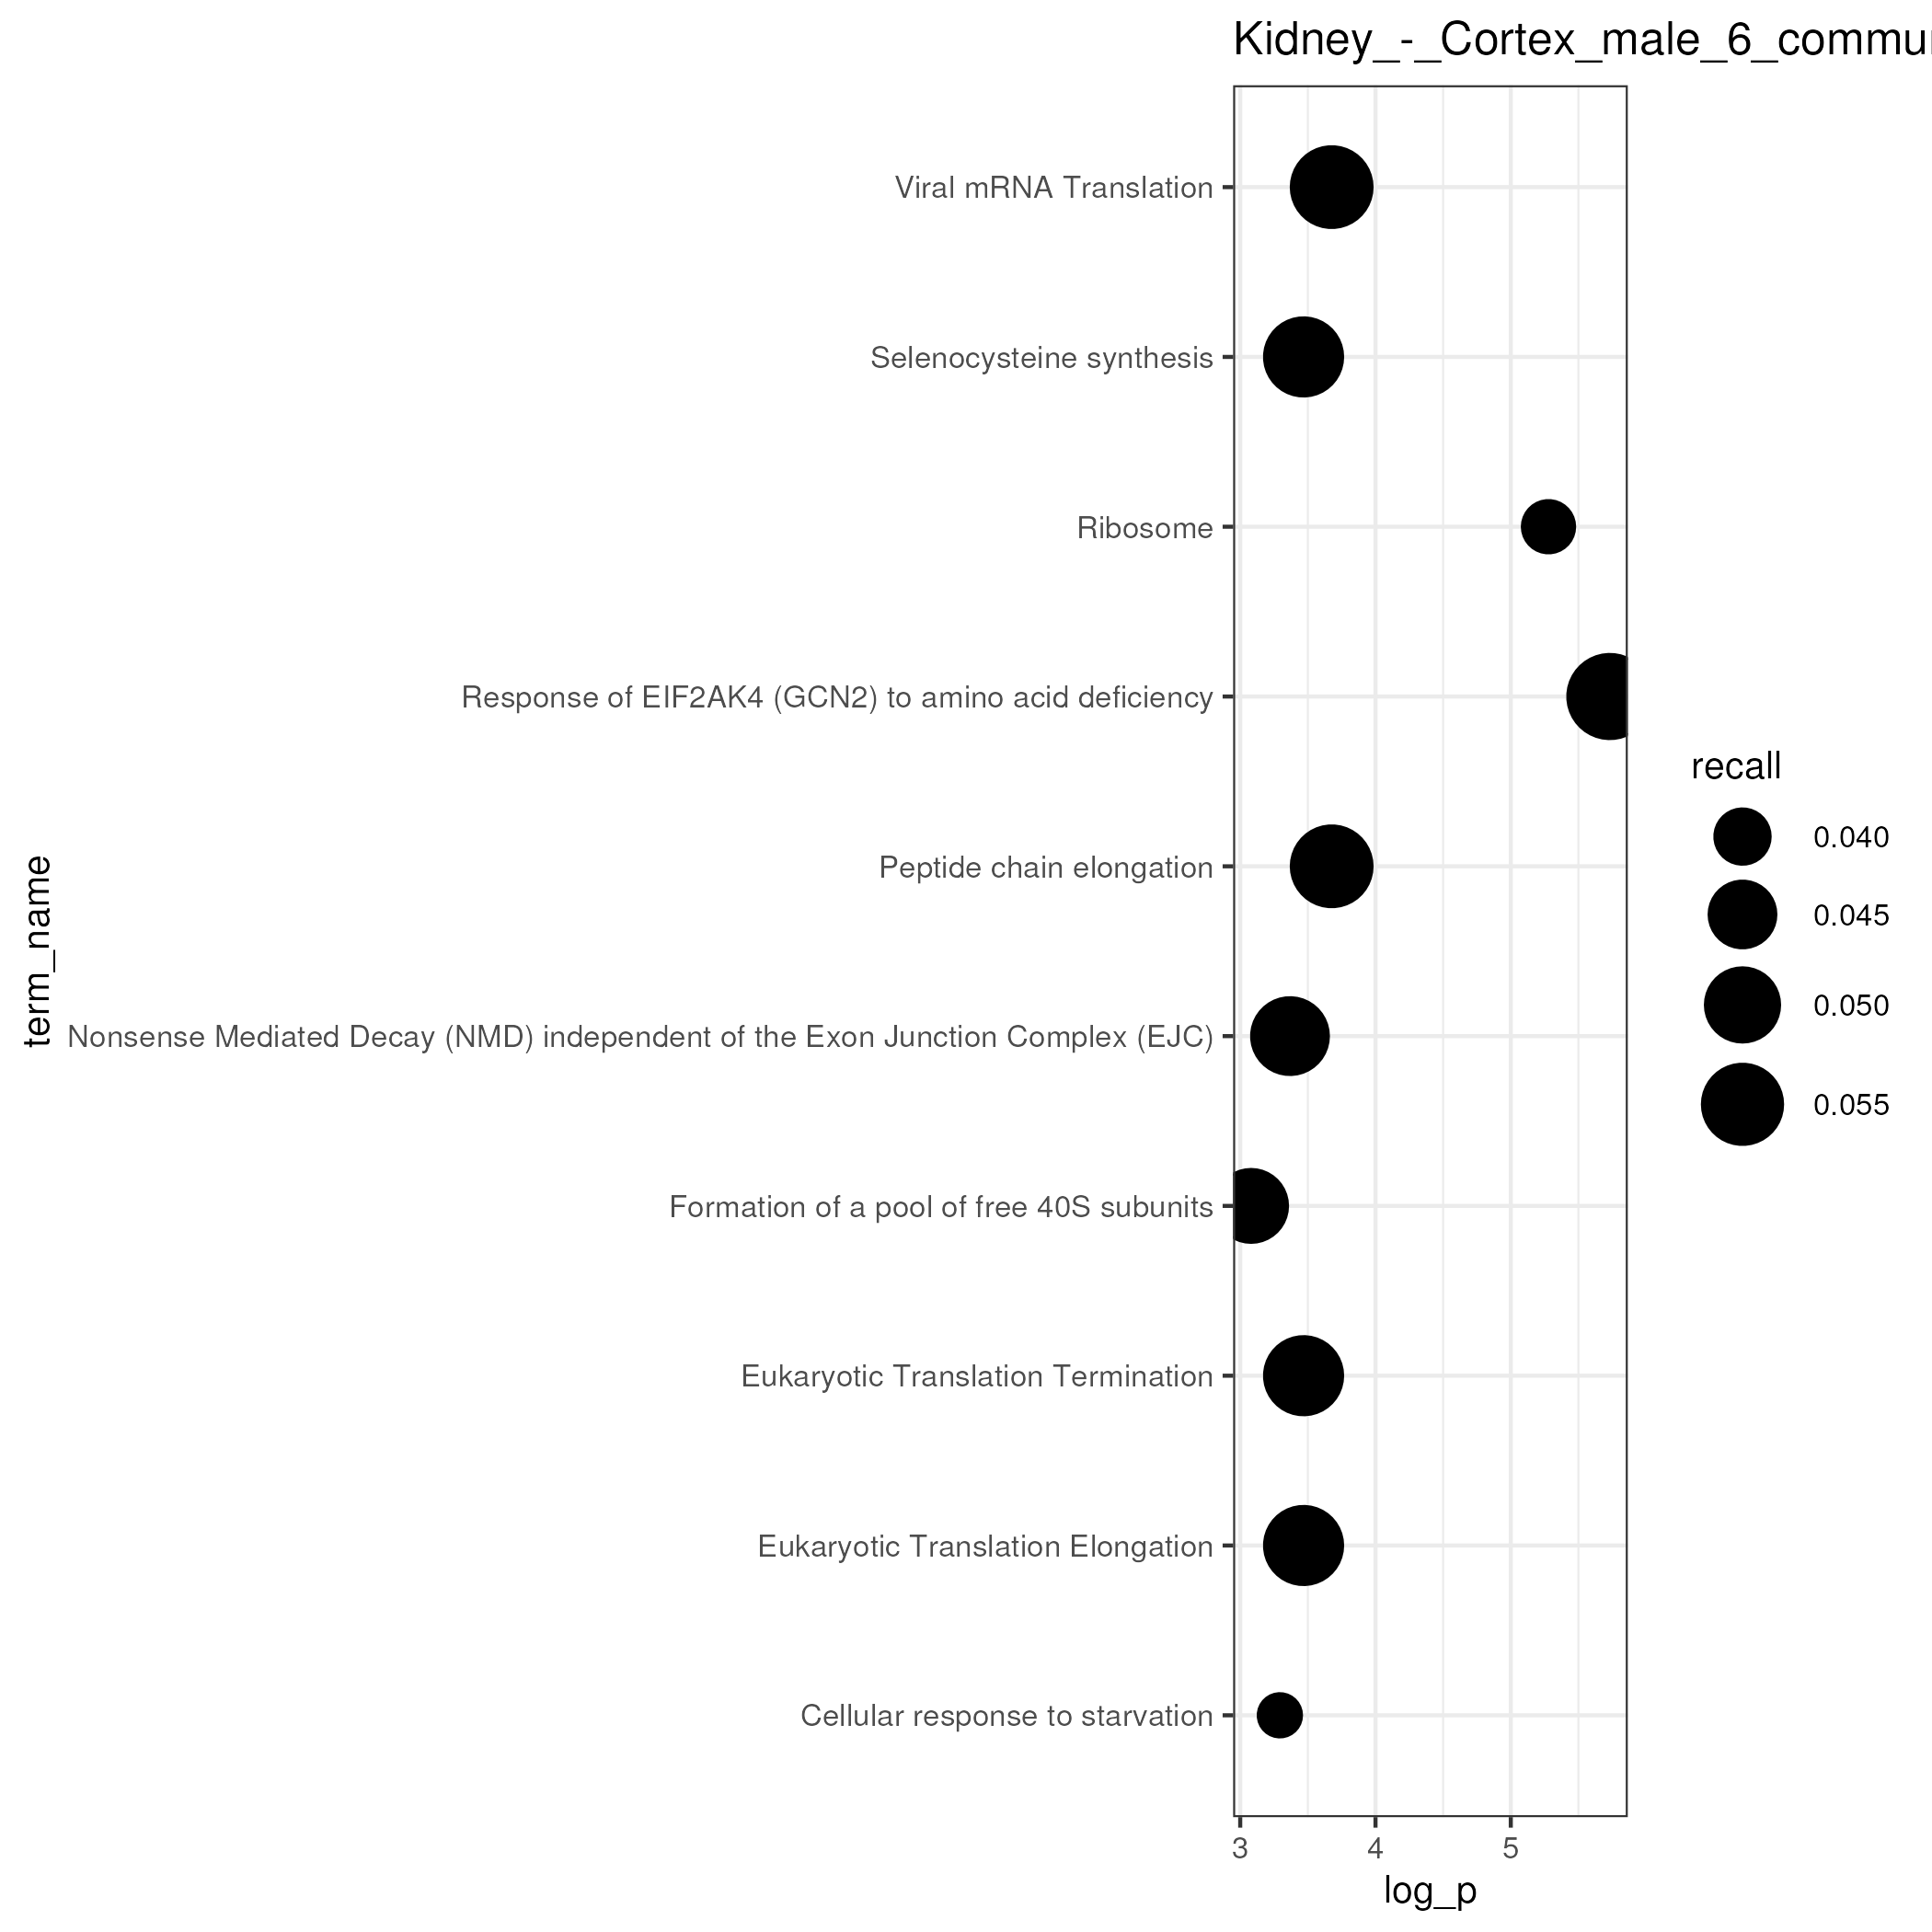 Kidney_-_Cortex_male_6_commu
Viral mRNA Translation
Selenocysteine synthesis
Ribosome
Response of EIF2AK4 (GCN2) to amino acid deficiency
Peptide chain elongation
Nonsense Mediated Decay (NMD) independent of the Exon Junction Complex (EJC)
Formation of a pool of free 40S subunits
Eukaryotic Translation Termination
Eukaryotic Translation Elongation
Cellular response to starvation
term_name
3 4 5
log_p
recall
0.040
0.045
0.050
0.055